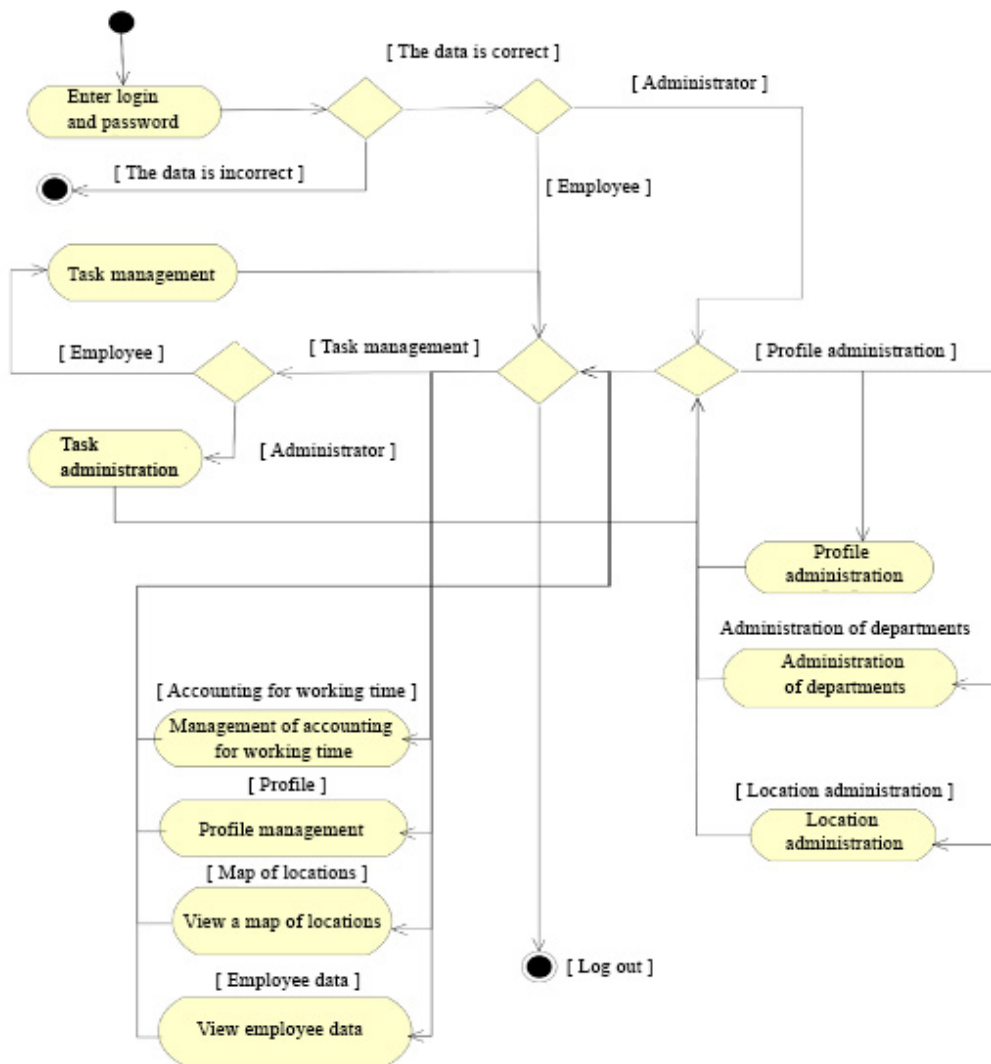 [ The data is correct ]
[ Administrator ]
Enter login
and password
[ The data is incorrect ]
[ Employee ]
Task management
[ Employee ]
[ Task management ]
[ Profile administration ]
Task
administration
[ Administrator ]
Profile
administration
Administration of departments
Administration
of departments
[ Accounting for working time ]
Management of accounting
for working time
[ Profile ]
Profile management
[ Location administration ]
Location
administration
[ Map of locations ]
View a map of locations
[ Log out ]
[ Employee data ]
View employee data